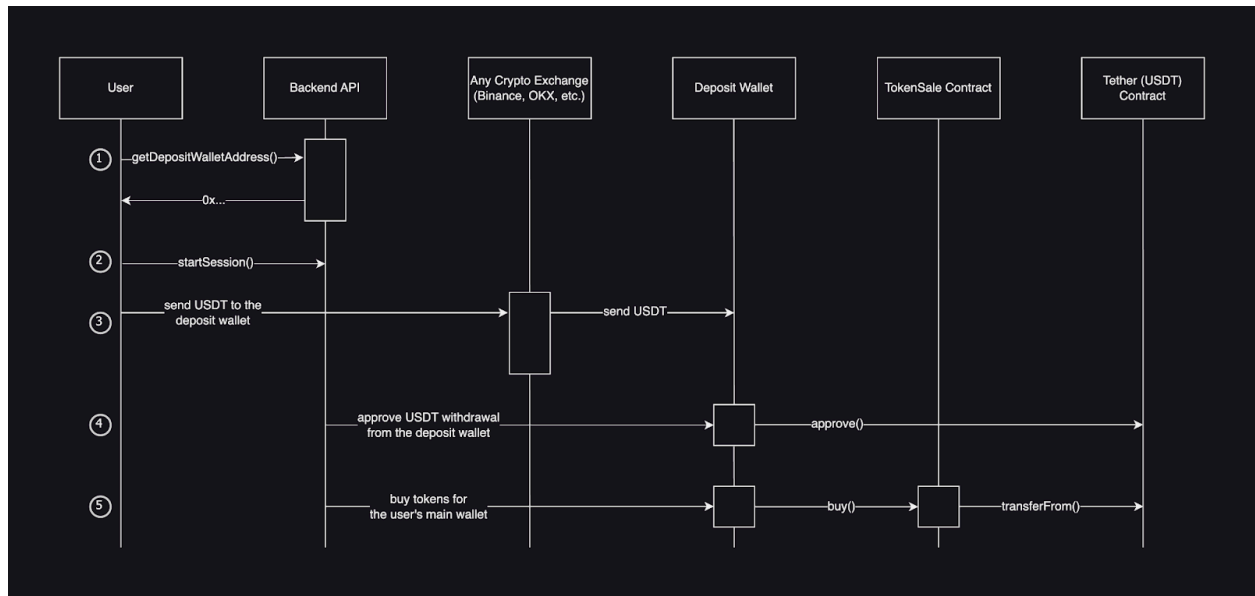 User
Backend API
Any Crypto Exchange
(Binance, OKX, etc.)
Deposit Wallet
TokenSale Contract
Tether (USDT)
Contract
1
getDepositWalletAddress()
0x...
2
startSession()
3
send USDT to the
deposit wallet
send USDT
4
approve USDT withdrawal
from the deposit wallet
approve()
5
buy tokens for
the user's main wallet
buy()
transferFrom()